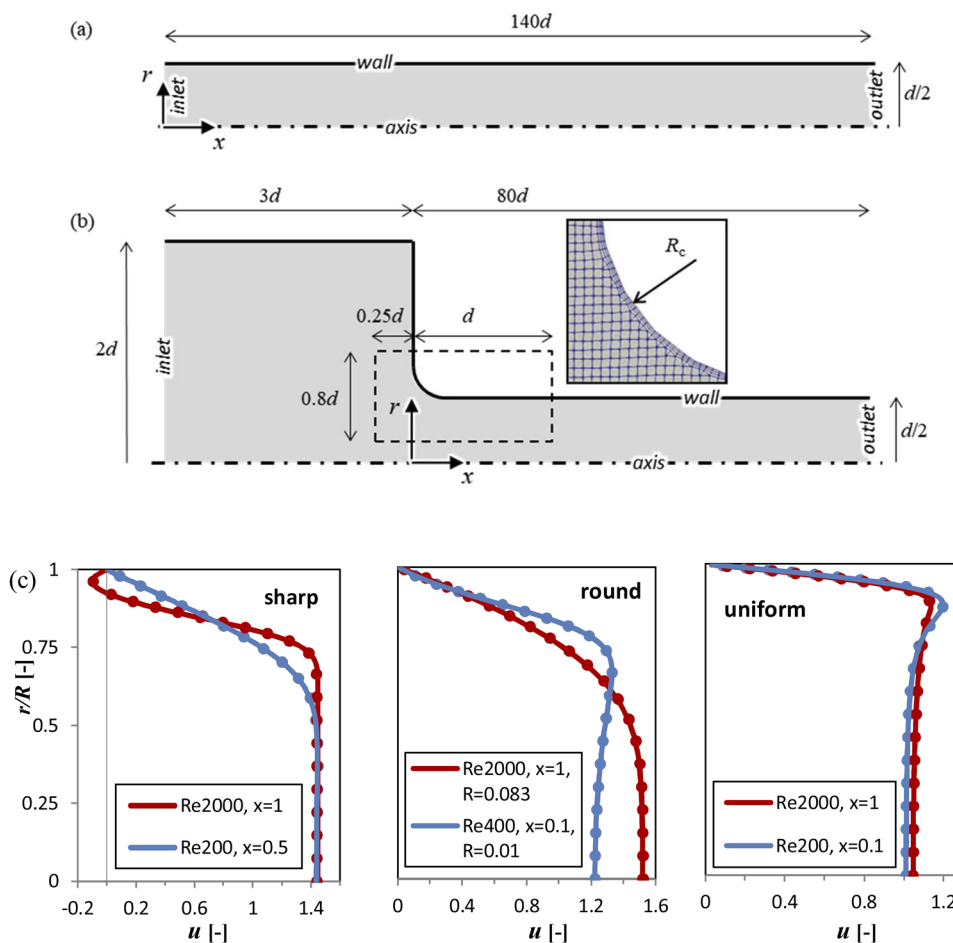 (a)
140d
wall
r
inlet
outlet
d/2
axis
x
3d
80d
(b)
R_c
0.25d
d
2d
inlet
0.8d
r
wall
outlet
d/2
axis
x
(c)
sharp
round
uniform
r/R [-]
1
0.75
0.5
0.25
0
Re2000, x=1
Re200, x=0.5
Re2000, x=1,
R=0.083
Re400, x=0.1,
R=0.01
Re2000, x=1
Re200, x=0.1
-0.2 0.2 0.6 1 1.4
0 0.4 0.8 1.2 1.6
0 0.4 0.8 1.2
u [-]
u [-]
u [-]